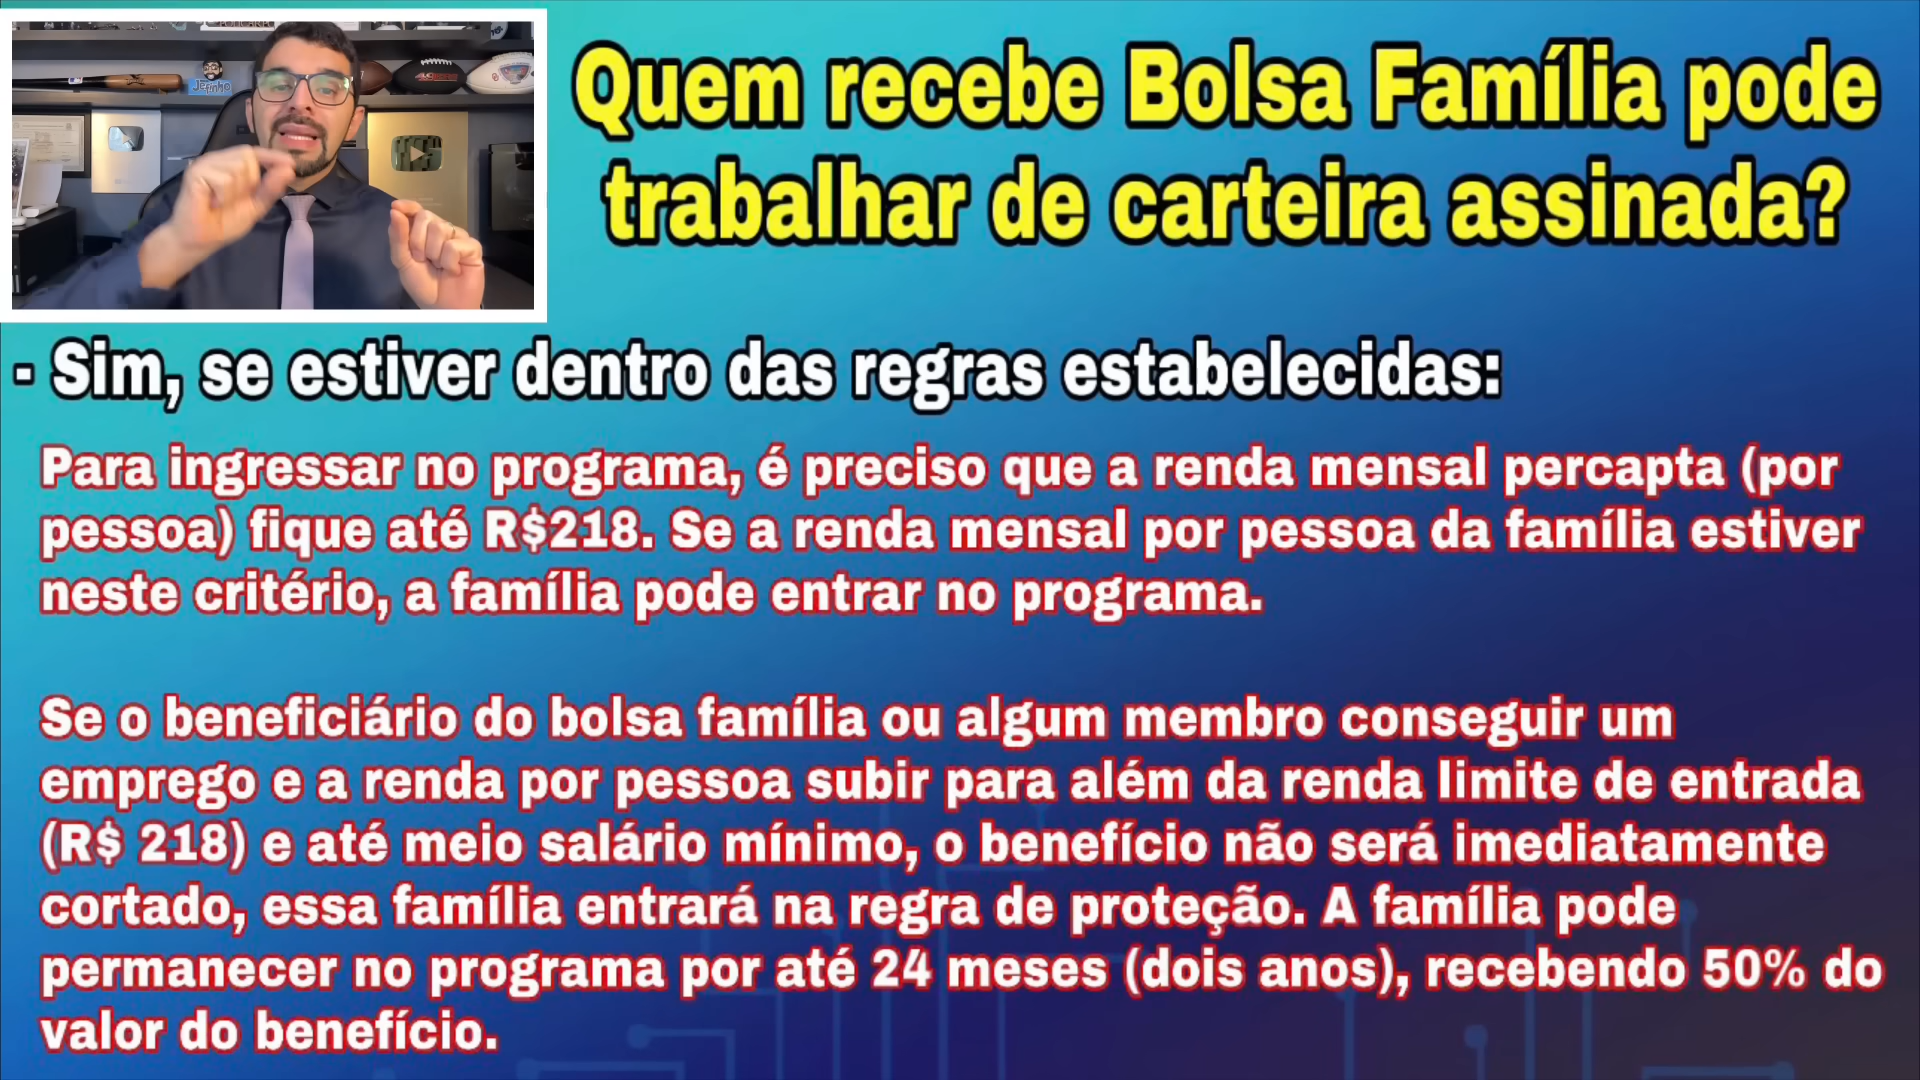 Jefinho
Quem recebe Bolsa Família pode
trabalhar de carteira assinada?
- Sim, se estiver dentro das regras estabelecidas:
Para ingressar no programa, é preciso que a renda mensal percapta (por
pessoa) fique até R$218. Se a renda mensal por pessoa da família estiver
neste critério, a família pode entrar no programa.
Se o beneficiário do bolsa família ou algum membro conseguir um
emprego e a renda por pessoa subir para além da renda limite de entrada
(R$ 218) e até meio salário mínimo, o benefício não será imediatamente
cortado, essa família entrará na regra de proteção. A família pode
permanecer no programa por até 24 meses (dois anos), recebendo 50% do
valor do benefício.